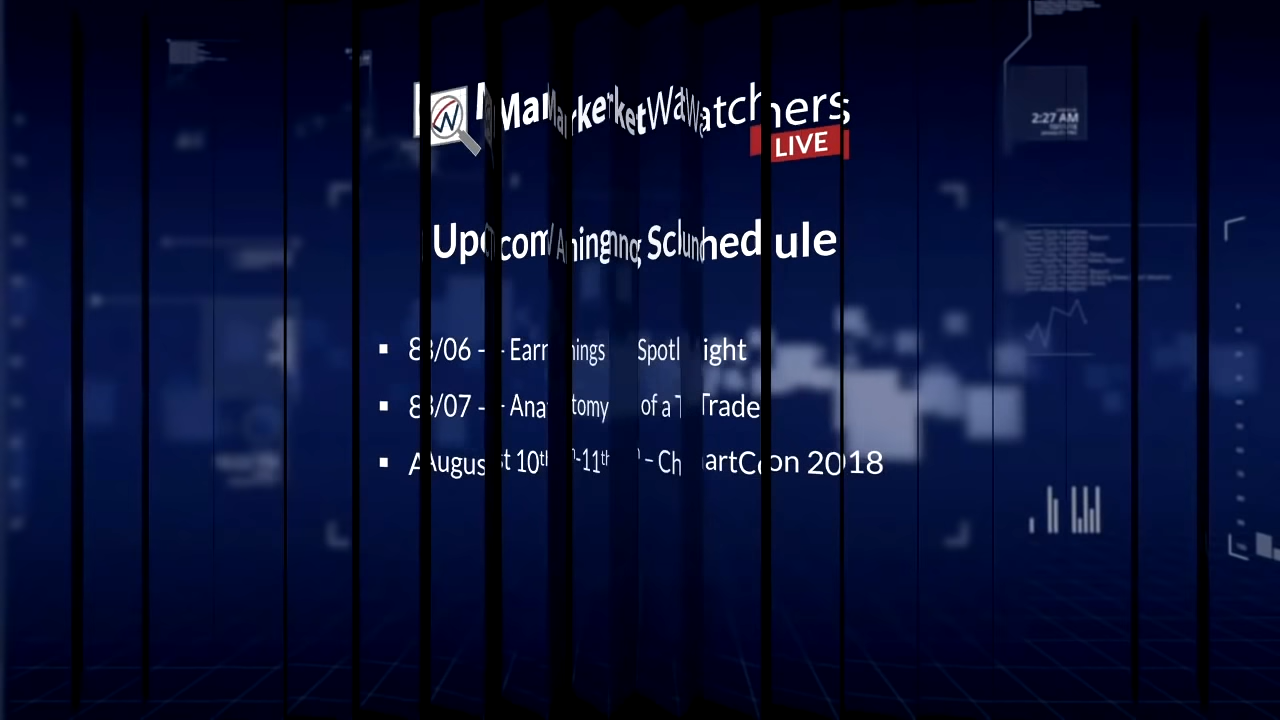 MarketWatchers
LIVE
2:27 AM
Upcoming Schedule
▪ 8/06 - Earnings Spotlight
▪ 8/07 - Anatomy of a Trade
▪ August 10th-11th - ChartCon 2018